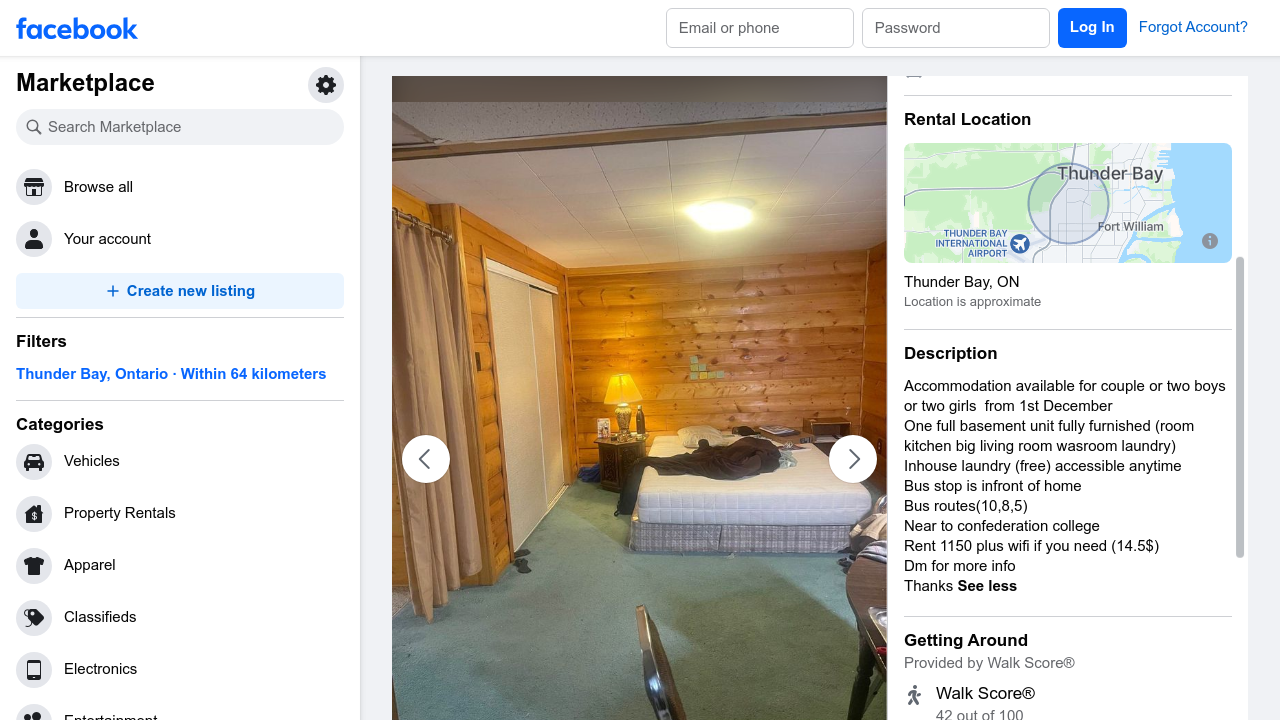 facebook
Email or phone
Password
Log In
Forgot Account?
Marketplace
Search Marketplace
Browse all
Your account
Create new listing
Filters
Thunder Bay, Ontario · Within 64 kilometers
Categories
Vehicles
Property Rentals
Apparel
Classifieds
Electronics
Entertainment
Rental Location
Thunder Bay
Fort William
THUNDER BAY
INTERNATIONAL
AIRPORT
Thunder Bay, ON
Location is approximate
Description
Accommodation available for couple or two boys
or two girls  from 1st December
One full basement unit fully furnished (room
kitchen big living room wasroom laundry)
Inhouse laundry (free) accessible anytime
Bus stop is infront of home
Bus routes(10,8,5)
Near to confederation college
Rent 1150 plus wifi if you need (14.5$)
Dm for more info
Thanks See less
Getting Around
Provided by Walk Score®
Walk Score®
42 out of 100